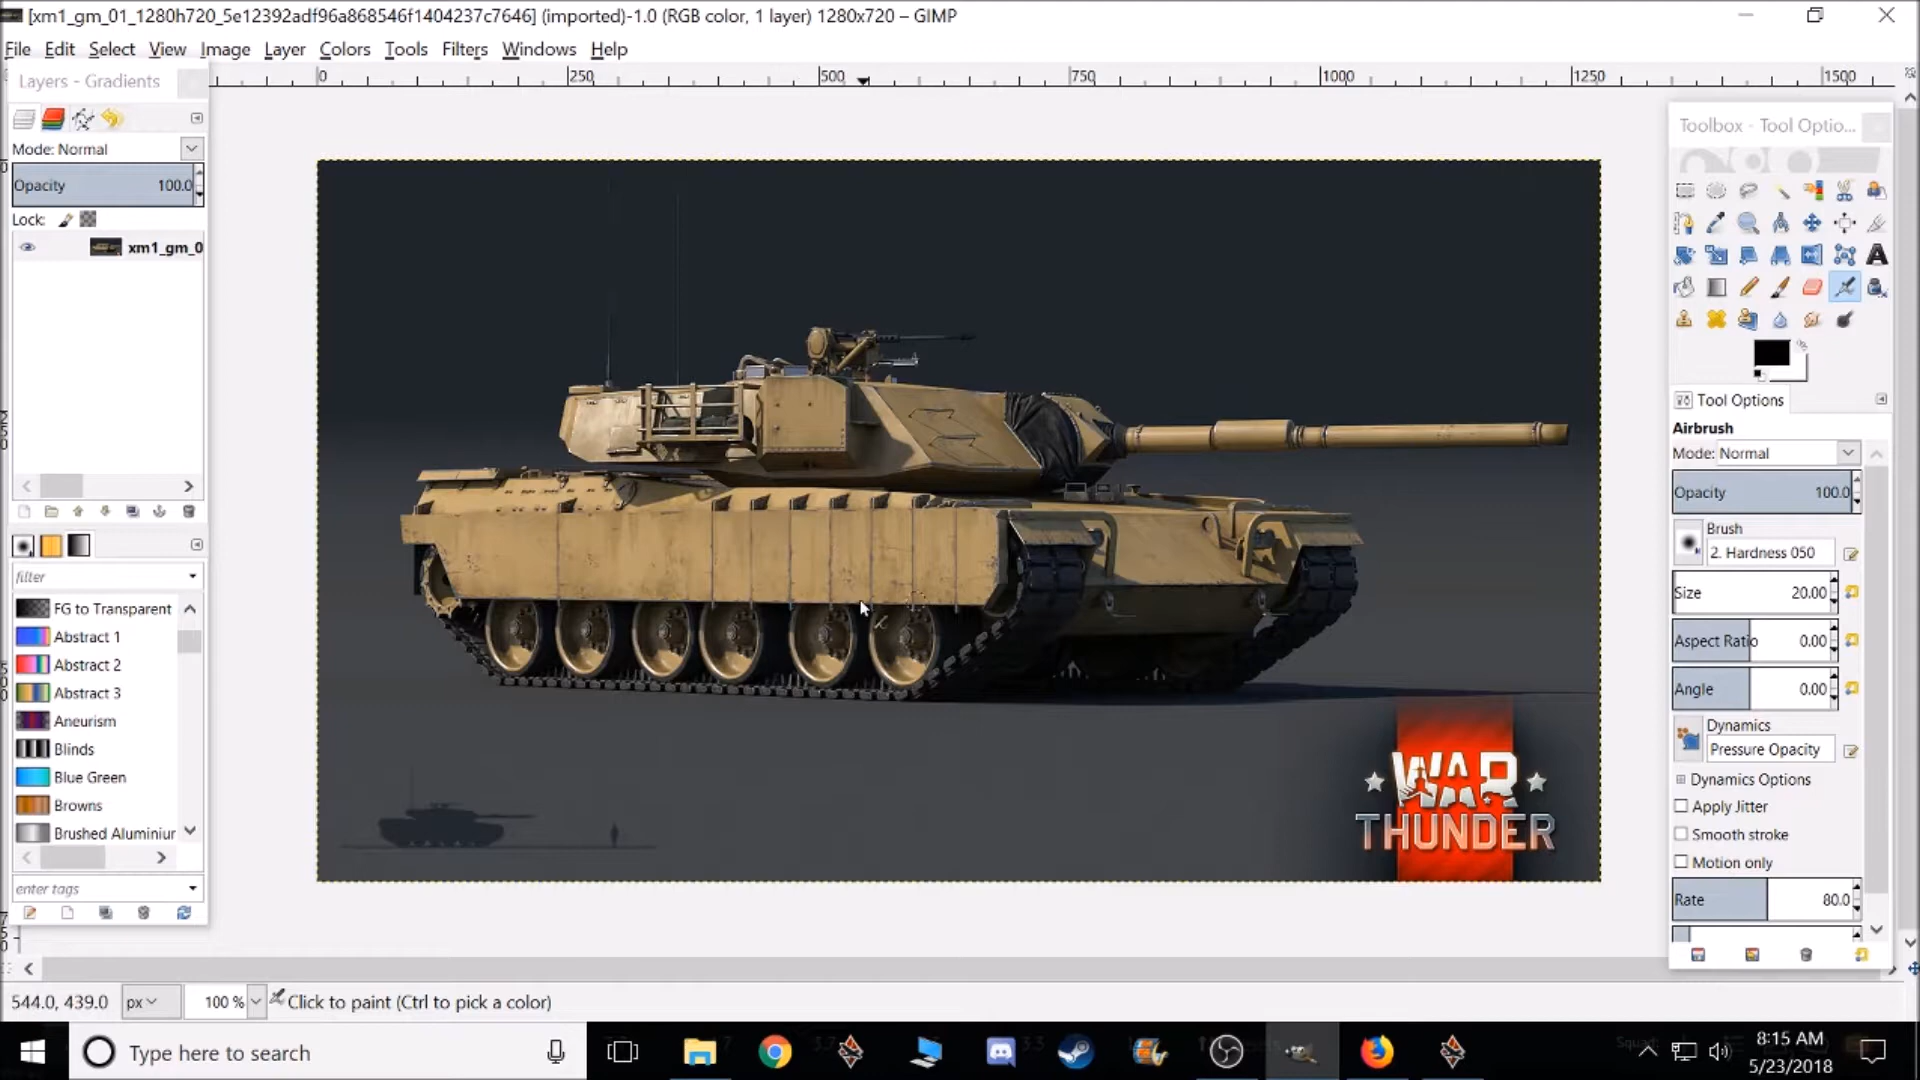 [xm1_gm_01_1280h720_5e12392adf96a868546f1404237c7646] (imported)-1.0 (RGB color, 1 layer) 1280x720 – GIMP
File Edit Select View Image Layer Colors Tools Filters Windows Help
0 250 500 750 1000 1250 1500
Layers - Gradients
Mode: Normal
Opacity 100.0
Lock:
xm1_gm_0
filter
FG to Transparent
Abstract 1
Abstract 2
Abstract 3
Aneurism
Blinds
Blue Green
Browns
Brushed Aluminiur
enter tags
WAR
THUNDER
Toolbox - Tool Optio...
Tool Options
Airbrush
Mode: Normal
Opacity 100.0
Brush
2. Hardness 050
Size 20.00
Aspect Ratio 0.00
Angle 0.00
Dynamics
Pressure Opacity
Dynamics Options
Apply Jitter
Smooth stroke
Motion only
Rate 80.0
544.0, 439.0 px 100 % Click to paint (Ctrl to pick a color)
Type here to search
8:15 AM
5/23/2018